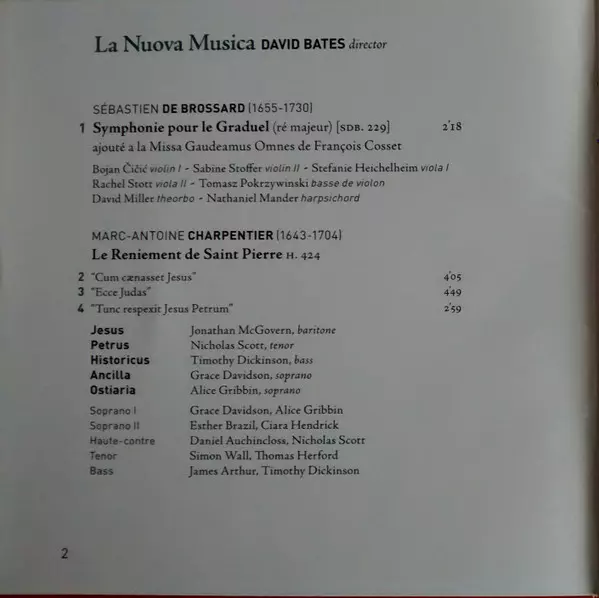 La Nuova Musica DAVID BATES director
SÉBASTIEN DE BROSSARD (1655-1730)
1 Symphonie pour le Graduel (ré majeur) [SDB. 229] 2'18
ajouté a la Missa Gaudeamus Omnes de François Cosset
Bojan Čičić violin I - Sabine Stoffer violin II - Stefanie Heichelheim viola I
Rachel Stott viola II - Tomasz Pokrzywinski basse de violon
David Miller theorbo - Nathaniel Mander harpsichord
MARC-ANTOINE CHARPENTIER (1643-1704)
Le Reniement de Saint Pierre H. 424
2 "Cum cænasset Jesus" 4'05
3 "Ecce Judas" 4'49
4 "Tunc respexit Jesus Petrum" 2'59
Jesus Jonathan McGovern, baritone
Petrus Nicholas Scott, tenor
Historicus Timothy Dickinson, bass
Ancilla Grace Davidson, soprano
Ostiaria Alice Gribbin, soprano
Soprano I Grace Davidson, Alice Gribbin
Soprano II Esther Brazil, Ciara Hendrick
Haute-contre Daniel Auchincloss, Nicholas Scott
Tenor Simon Wall, Thomas Herford
Bass James Arthur, Timothy Dickinson
2